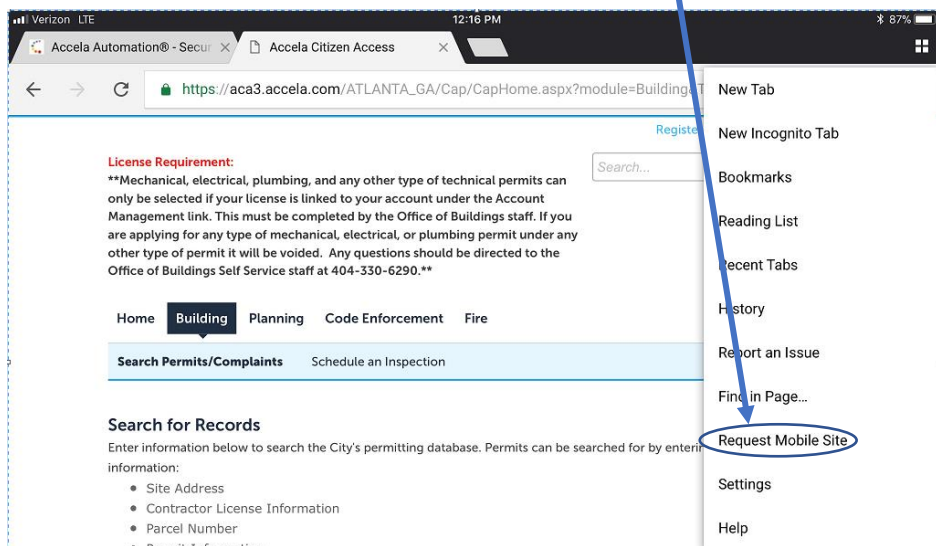 Verizon LTE 12:16 PM 87%
Accela Automation® - Secur Accela Citizen Access
https://aca3.accela.com/ATLANTA_GA/Cap/CapHome.aspx?module=Building&T
Registe
License Requirement:
Search...
**Mechanical, electrical, plumbing, and any other type of technical permits can
only be selected if your license is linked to your account under the Account
Management link. This must be completed by the Office of Buildings staff. If you
are applying for any type of mechanical, electrical, or plumbing permit under any
other type of permit it will be voided. Any questions should be directed to the
Office of Buildings Self Service staff at 404-330-6290.**
Home Building Planning Code Enforcement Fire
Search Permits/Complaints Schedule an Inspection
Search for Records
Enter information below to search the City's permitting database. Permits can be searched for by enterin
information:
Site Address
Contractor License Information
Parcel Number
New Tab
New Incognito Tab
Bookmarks
Reading List
Recent Tabs
History
Report an Issue
Find in Page...
Request Mobile Site
Settings
Help